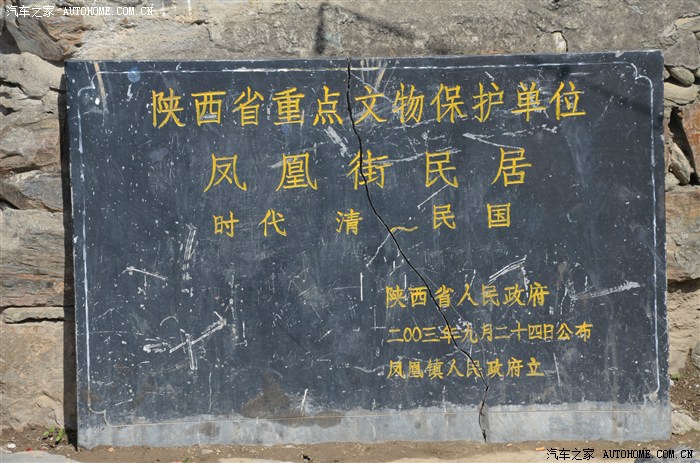 汽车之家 AUTOHOME.COM.CN
陕西省重点文物保护单位
凤凰街民居
时代 清～民国
陕西省人民政府
二00三年九月二十四日公布
凤凰镇人民政府立
汽车之家 AUTOHOME.COM.CN